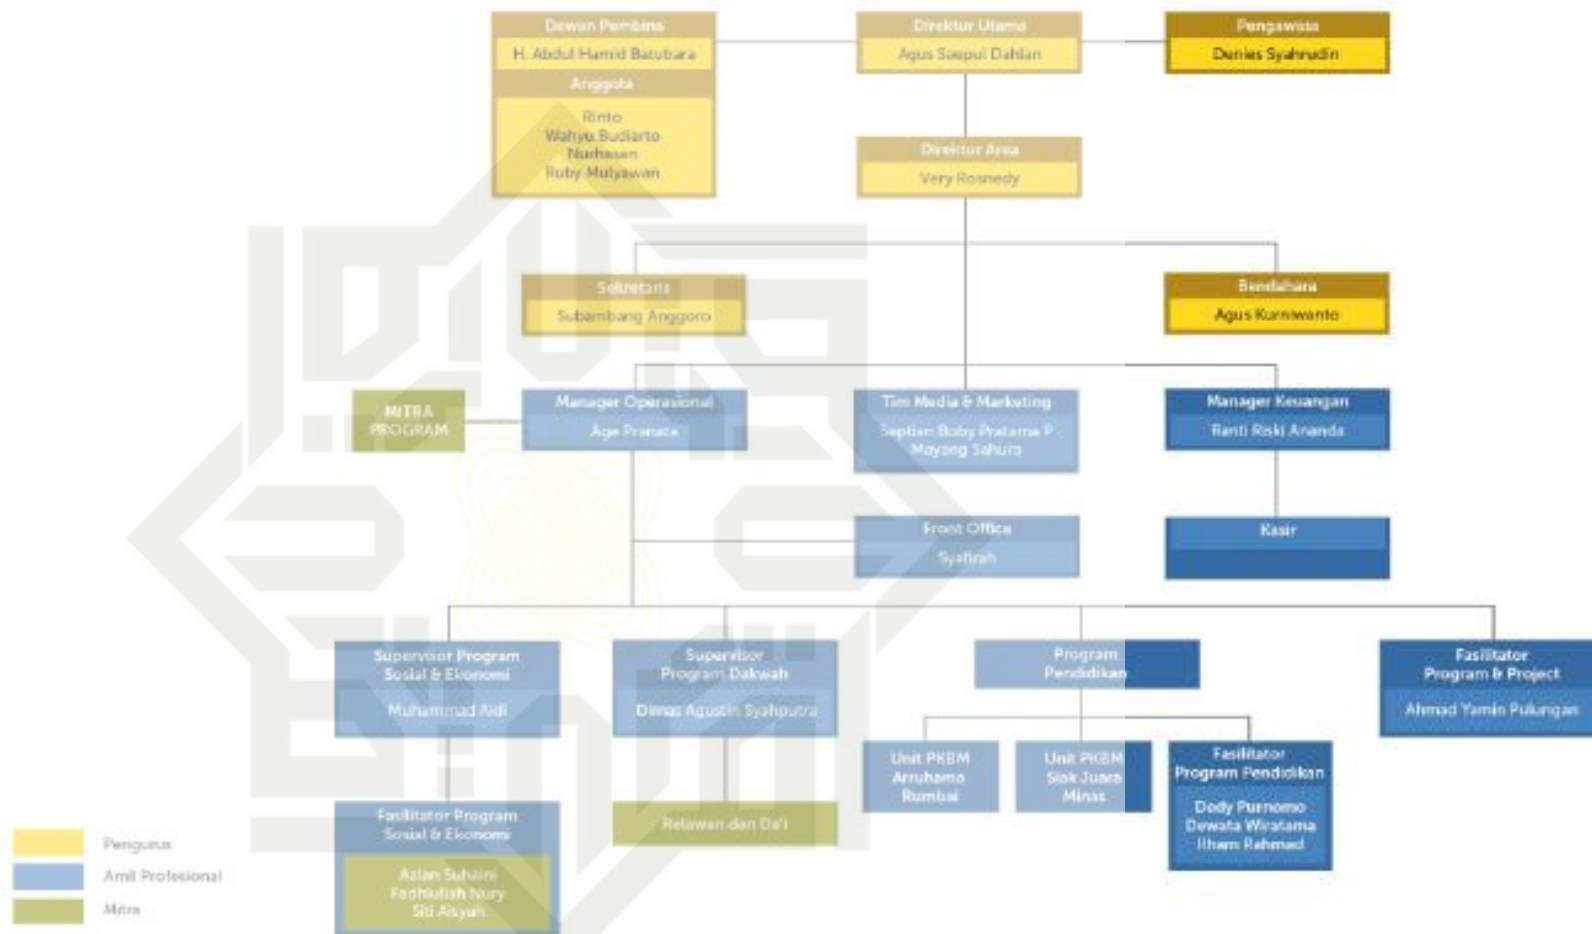 Dewan Pembina
H. Abdul Hamid Batubara
Anggota
Rinto
Wahyu Budiarto
Nurhasan
Ruby Mulyawan
Direktur Utama
Agus Saepul Dahlan
Pengawass
Denies Syahrudin
Direktur Area
Very Rosnedy
Sekretaris
Subambang Anggoro
Bendahara
Agus Kurniwanto
MITRA
PROGRAM
Manager Operasional
Age Pranata
Tim Media & Marketing
Septian Boby Pratama P
Mayang Sahura
Manager Keuangan
Ranti Riski Ananda
Front Office
Syafirah
Kasir
Supervisor Program
Sosial & Ekonomi
Muhammad Aldi
Supervisor
Program Dakwah
Dimas Agustin Syahputra
Program
Pendidikan
Fasilitator
Program & Project
Ahmad Yamin Pulungan
Unit PKBM
Arruhama
Rumbai
Unit PKBM
Siak Juara
Minas
Fasilitator
Program Pendidikan
Dedy Purnomo
Dewata Wiratama
Ilham Rahmad
Fasilitator Program
Sosial & Ekonomi
Azlan Suhaini
Fadhlullah Nury
Siti Aisyah
Relawan dan Da'i
Pengurus
Amil Profesional
Mitra